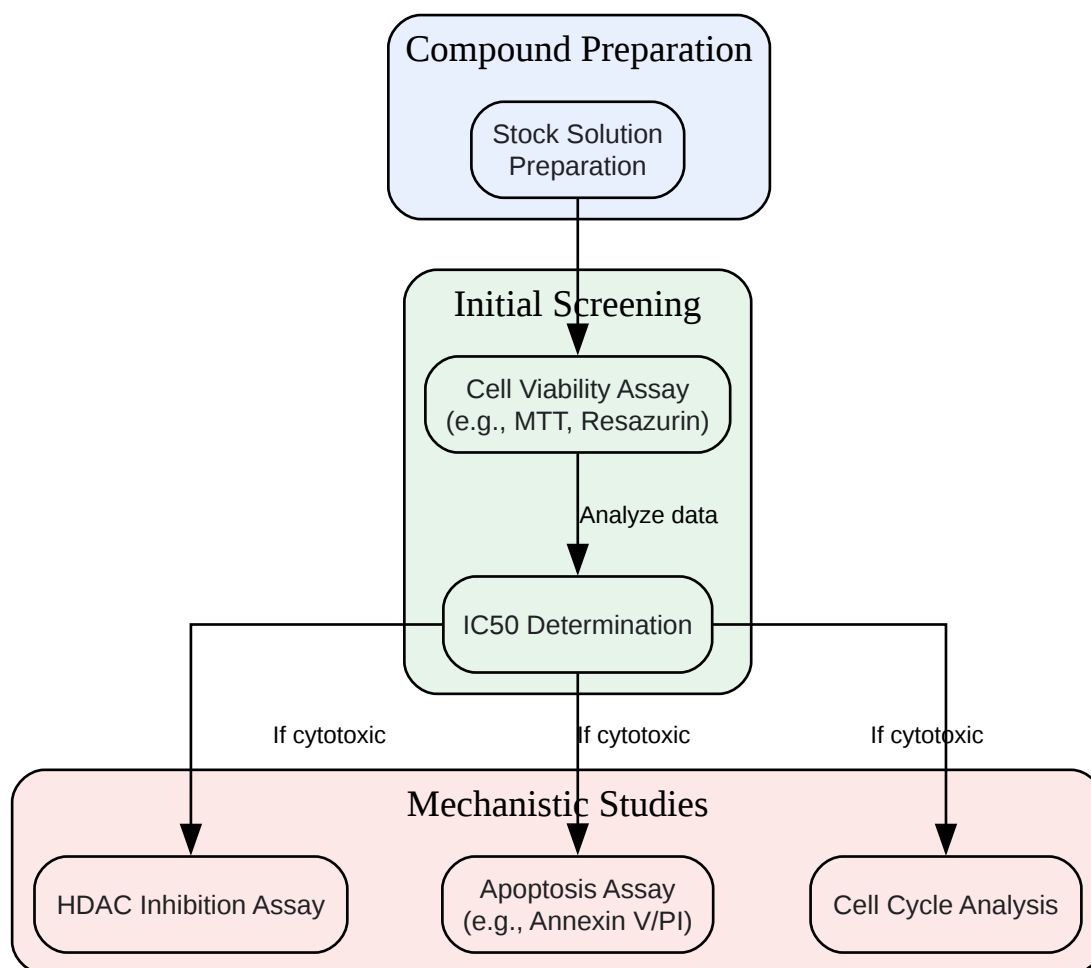 Compound Preparation
Stock Solution
Preparation
Initial Screening
Cell Viability Assay
(e.g., MTT, Resazurin)
Analyze data
IC50 Determination
If cytotoxic
If cytotoxic
If cytotoxic
Mechanistic Studies
HDAC Inhibition Assay
Apoptosis Assay
(e.g., Annexin V/PI)
Cell Cycle Analysis